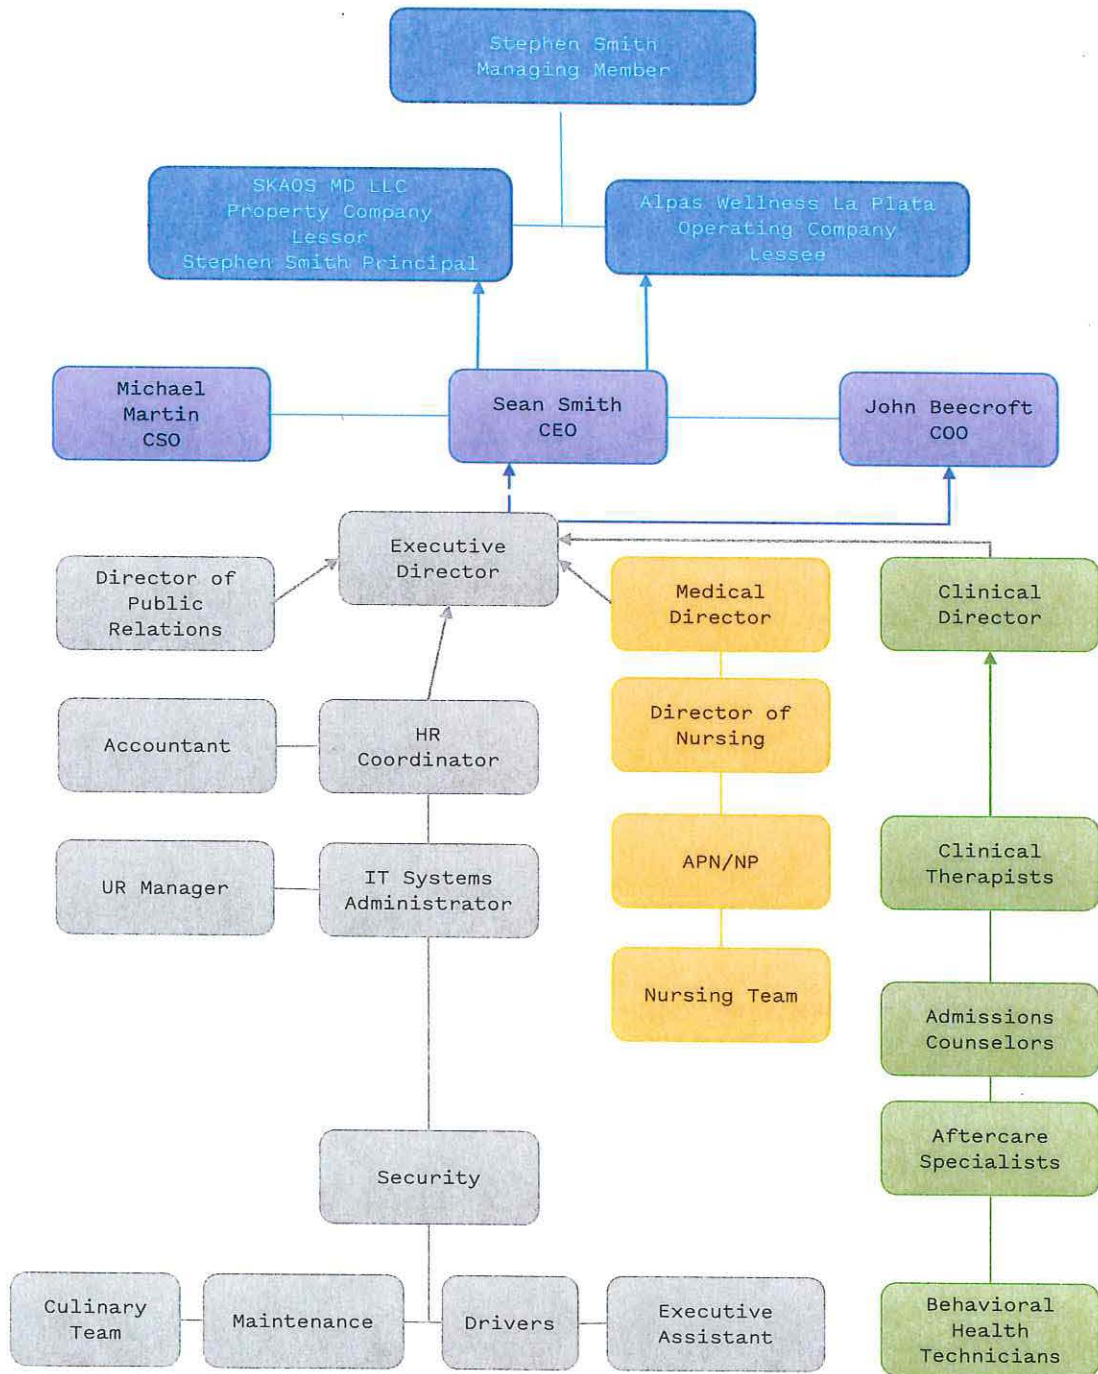 Stephen Smith
Managing Member
SKAOS MD LLC
Property Company
Lessor
Stephen Smith Principal
Alpas Wellness La Plata
Operating Company
Lessee
Michael
Martin
CSO
Sean Smith
CEO
John Beecroft
COO
Executive
Director
Director of
Public
Relations
Medical
Director
Clinical
Director
Accountant
HR
Coordinator
Director of
Nursing
UR Manager
IT Systems
Administrator
APN/NP
Clinical
Therapists
Nursing Team
Admissions
Counselors
Aftercare
Specialists
Security
Culinary
Team
Maintenance
Drivers
Executive
Assistant
Behavioral
Health
Technicians